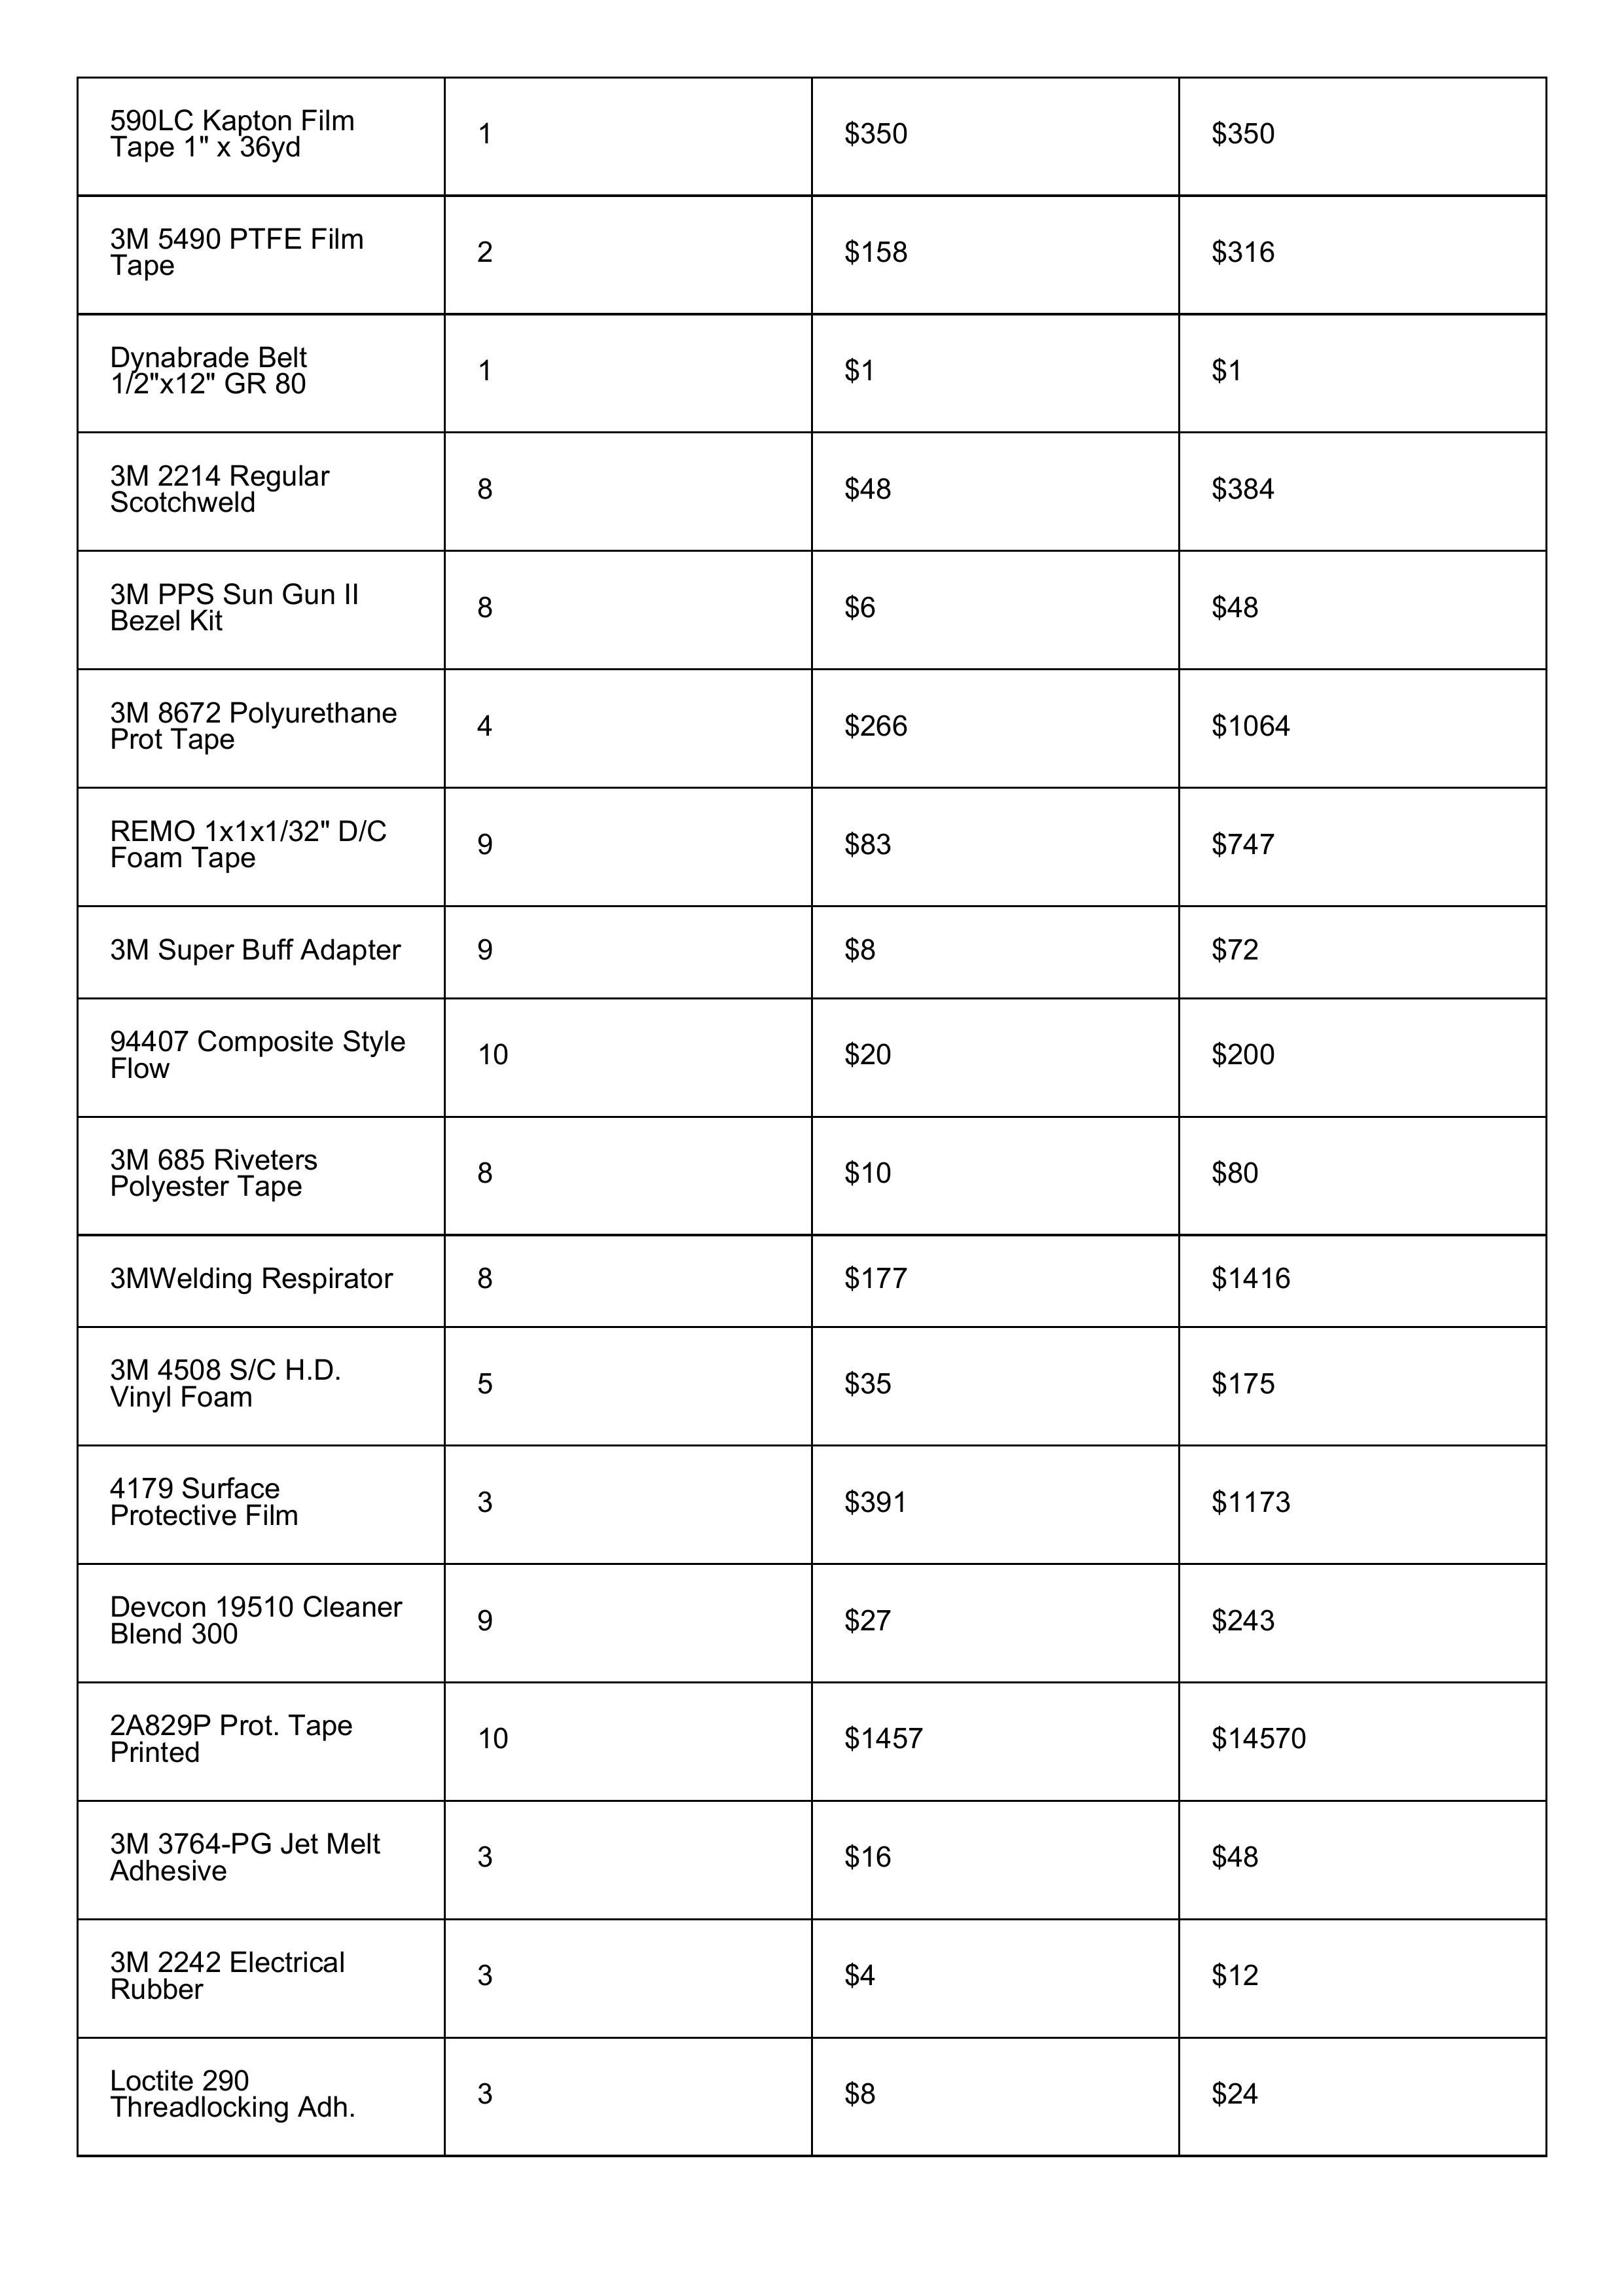 590LC Kapton Film
Tape 1" x 36yd
1
$350
$350
3M 5490 PTFE Film
Tape
2
$158
$316
Dynabrade Belt
1/2"x12" GR 80
1
$1
$1
3M 2214 Regular
Scotchweld
8
$48
$384
3M PPS Sun Gun II
Bezel Kit
8
$6
$48
3M 8672 Polyurethane
Prot Tape
4
$266
$1064
REMO 1x1x1/32" D/C
Foam Tape
9
$83
$747
3M Super Buff Adapter
9
$8
$72
94407 Composite Style
Flow
10
$20
$200
3M 685 Riveters
Polyester Tape
8
$10
$80
3MWelding Respirator
8
$177
$1416
3M 4508 S/C H.D.
Vinyl Foam
5
$35
$175
4179 Surface
Protective Film
3
$391
$1173
Devcon 19510 Cleaner
Blend 300
9
$27
$243
2A829P Prot. Tape
Printed
10
$1457
$14570
3M 3764-PG Jet Melt
Adhesive
3
$16
$48
3M 2242 Electrical
Rubber
3
$4
$12
Loctite 290
Threadlocking Adh.
3
$8
$24